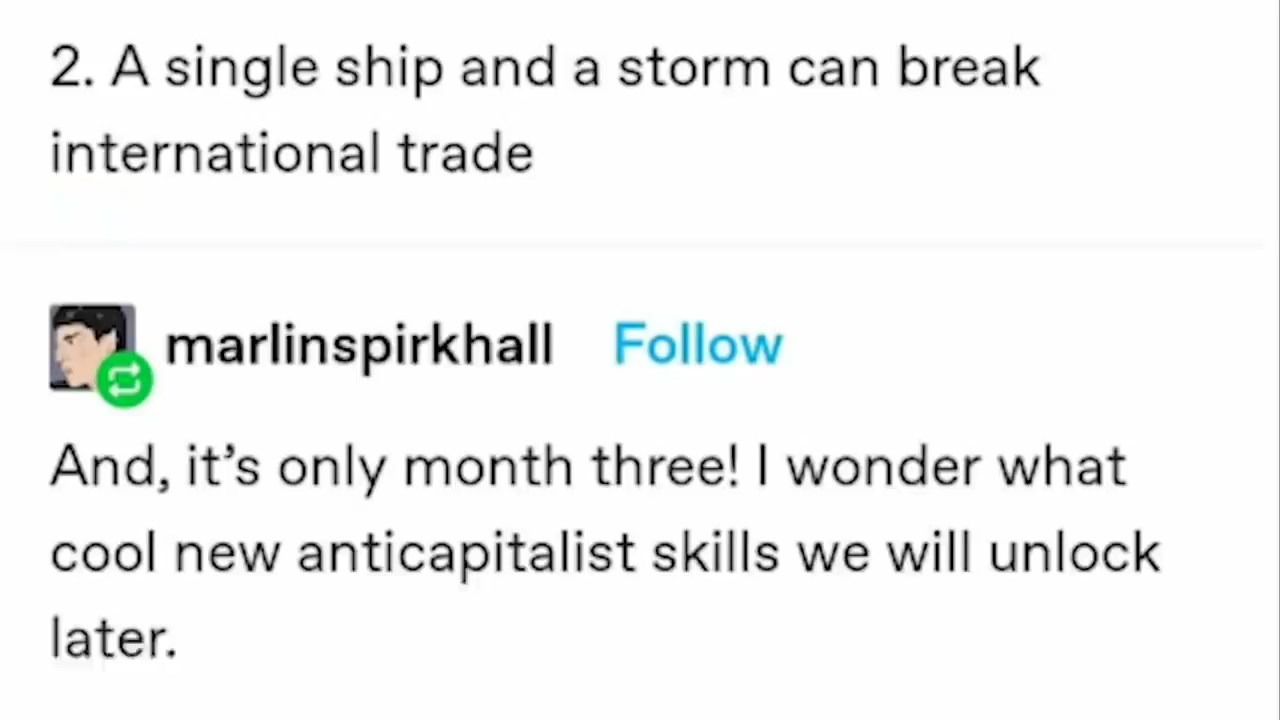 2. A single ship and a storm can break
international trade
marlinspirkhall Follow
And, it’s only month three! I wonder what
cool new anticapitalist skills we will unlock
later.